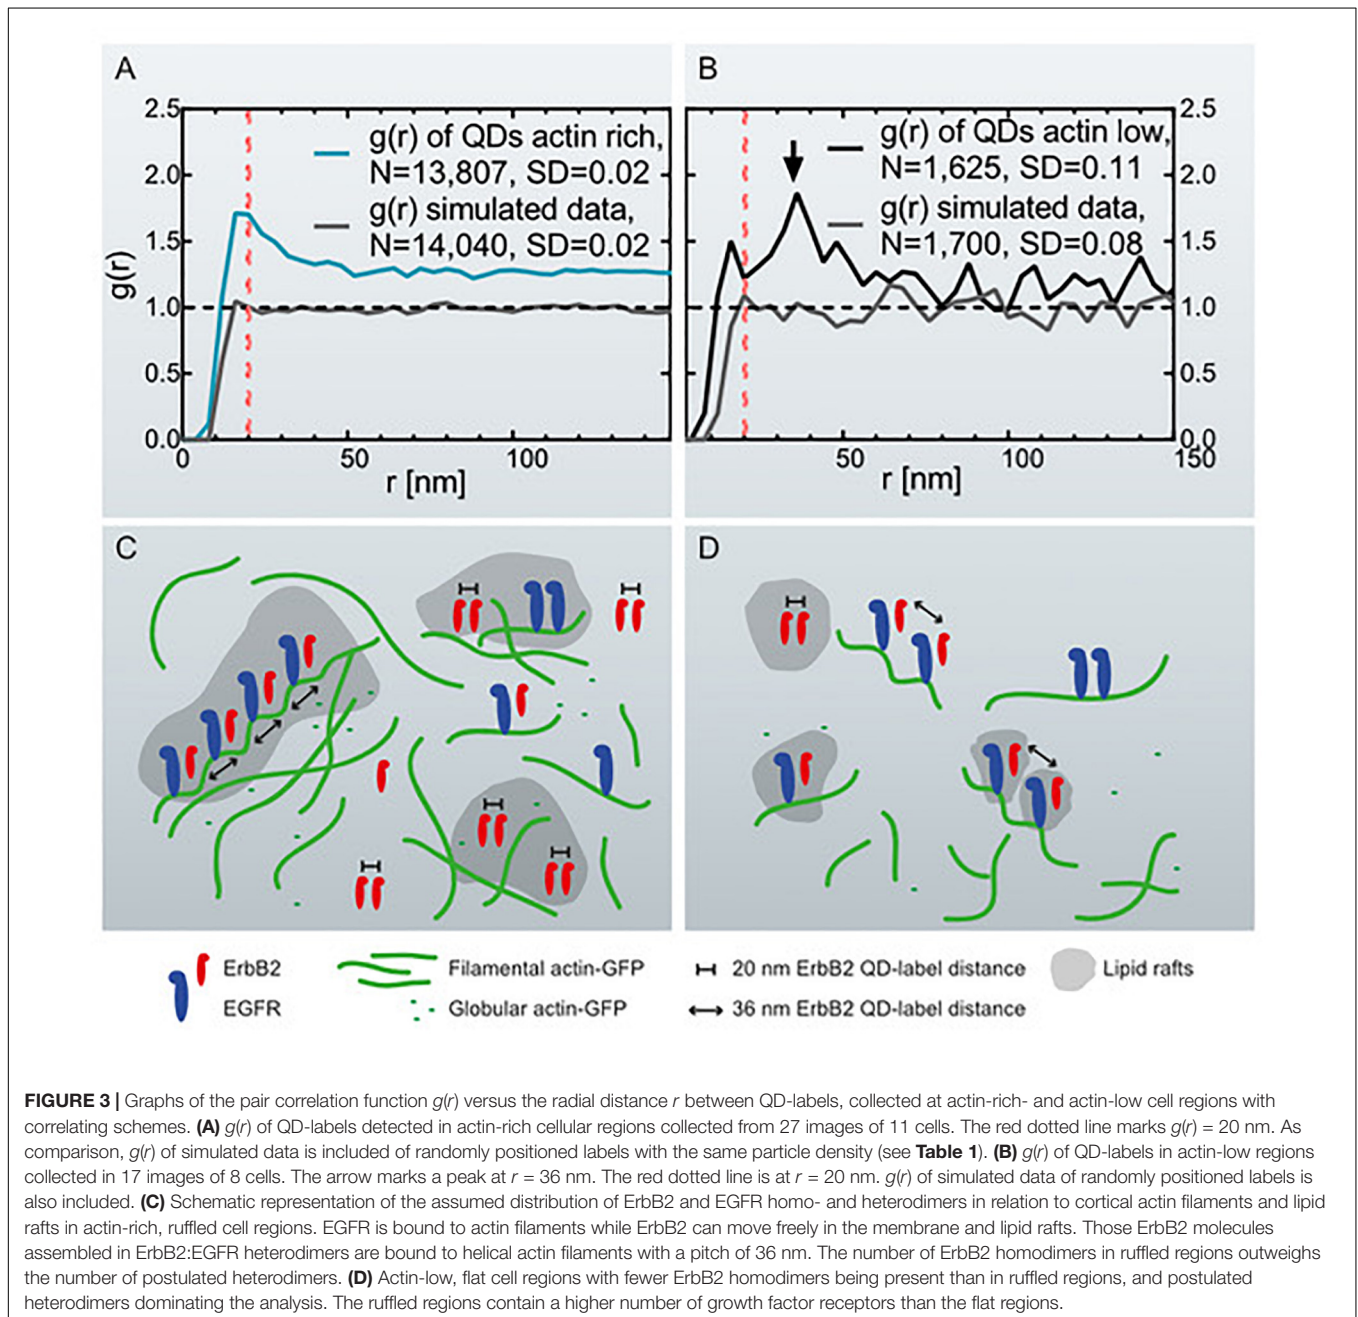 A
2.5
2.0
1.5
1.0
0.5
0.0
g(r)
g(r) of QDs actin rich,
N=13,807, SD=0.02
g(r) simulated data,
N=14,040, SD=0.02
0 50 100
r [nm]
B
g(r) of QDs actin low,
N=1,625, SD=0.11
g(r) simulated data,
N=1,700, SD=0.08
2.5
2.0
1.5
1.0
0.5
0.0
50 100 150
r [nm]
C
D
ErbB2
EGFR
Filamental actin-GFP
Globular actin-GFP
20 nm ErbB2 QD-label distance
36 nm ErbB2 QD-label distance
Lipid rafts
FIGURE 3 | Graphs of the pair correlation function g(r) versus the radial distance r between QD-labels, collected at actin-rich- and actin-low cell regions with
correlating schemes. (A) g(r) of QD-labels detected in actin-rich cellular regions collected from 27 images of 11 cells. The red dotted line marks g(r) = 20 nm. As
comparison, g(r) of simulated data is included of randomly positioned labels with the same particle density (see Table 1). (B) g(r) of QD-labels in actin-low regions
collected in 17 images of 8 cells. The arrow marks a peak at r = 36 nm. The red dotted line is at r = 20 nm. g(r) of simulated data of randomly positioned labels is
also included. (C) Schematic representation of the assumed distribution of ErbB2 and EGFR homo- and heterodimers in relation to cortical actin filaments and lipid
rafts in actin-rich, ruffled cell regions. EGFR is bound to actin filaments while ErbB2 can move freely in the membrane and lipid rafts. Those ErbB2 molecules
assembled in ErbB2:EGFR heterodimers are bound to helical actin filaments with a pitch of 36 nm. The number of ErbB2 homodimers in ruffled regions outweighs
the number of postulated heterodimers. (D) Actin-low, flat cell regions with fewer ErbB2 homodimers being present than in ruffled regions, and postulated
heterodimers dominating the analysis. The ruffled regions contain a higher number of growth factor receptors than the flat regions.